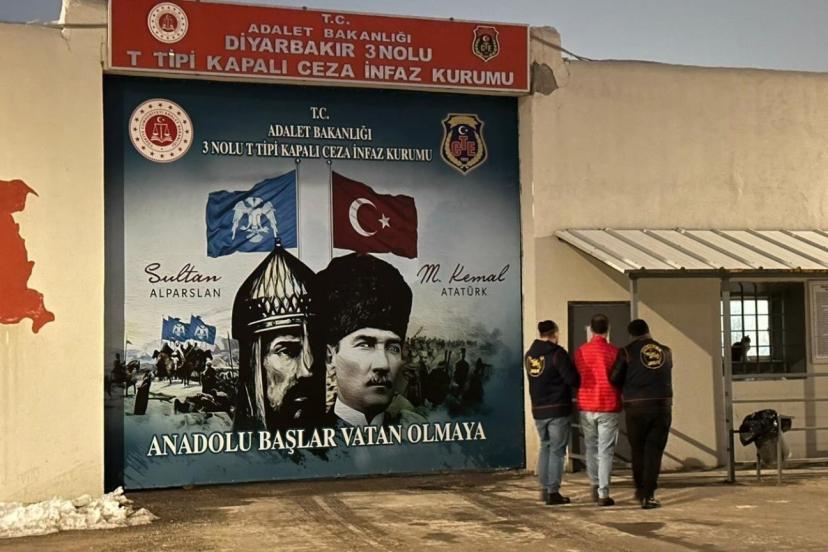 T.C.
ADALET BAKANLIĞI
DİYARBAKIR 3 NOLU
T TİPİ KAPALI CEZA İNFAZ KURUMU
T.C.
ADALET BAKANLIĞI
3 NOLU T TİPİ KAPALI CEZA İNFAZ KURUMU
CTE
Sultan
ALPARSLAN
M. Kemal
ATATÜRK
ANADOLU BAŞLAR VATAN OLMAYA